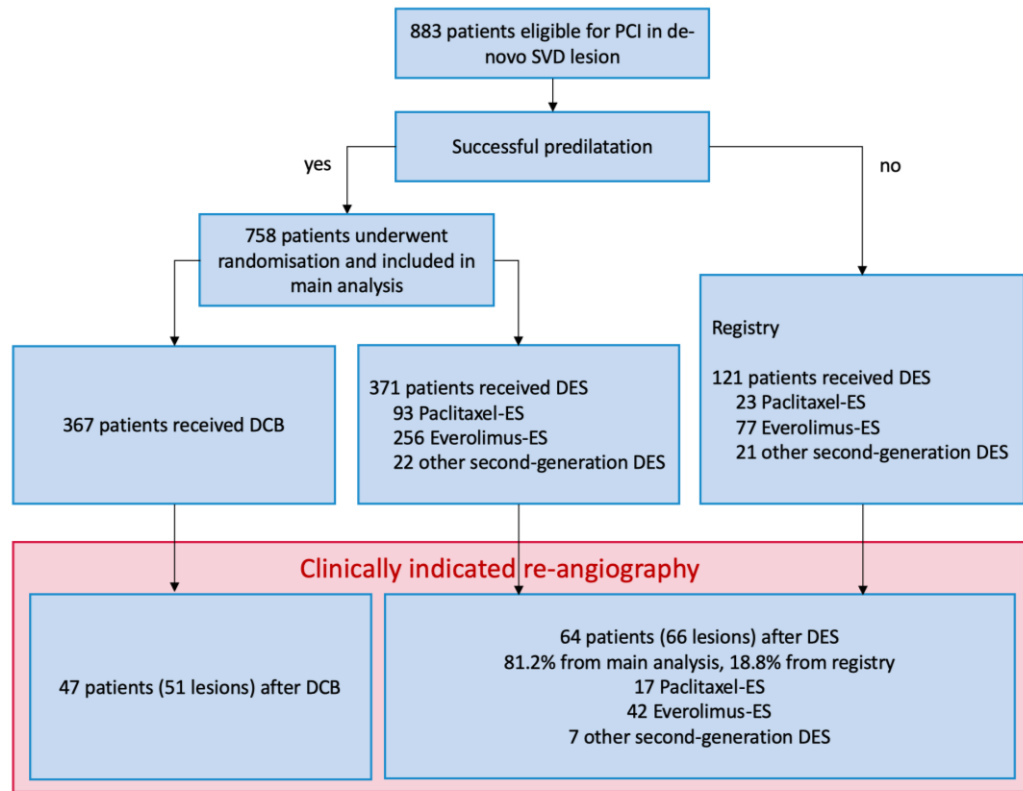 883 patients eligible for PCI in de-
novo SVD lesion
Successful predilatation
yes
no
758 patients underwent
randomisation and included in
main analysis
367 patients received DCB
371 patients received DES
93 Paclitaxel-ES
256 Everolimus-ES
22 other second-generation DES
Registry
121 patients received DES
23 Paclitaxel-ES
77 Everolimus-ES
21 other second-generation DES
Clinically indicated re-angiography
47 patients (51 lesions) after DCB
64 patients (66 lesions) after DES
81.2% from main analysis, 18.8% from registry
17 Paclitaxel-ES
42 Everolimus-ES
7 other second-generation DES